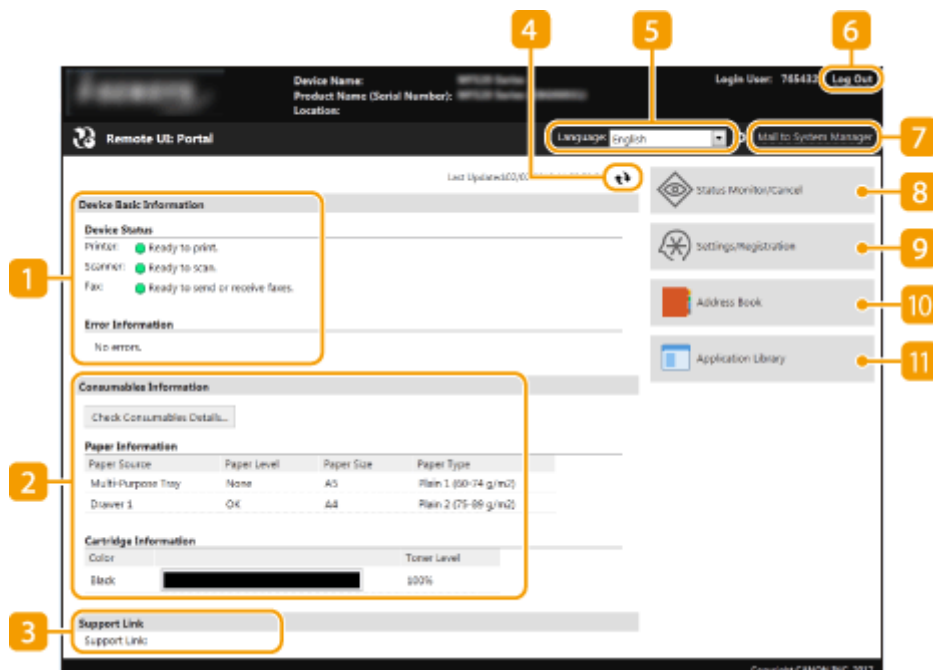 4 5 6
Device Name:
Product Name (Serial Number):
Location:
Login User: Log Out
Remote UI: Portal
Language: English
Mail to System Manager
7
Last Updated:
Device Basic Information
Device Status
Printer: Ready to print.
Scanner: Ready to scan.
Fax: Ready to send or receive faxes.
1
Error Information
No errors.
Status Monitor/Cancel
8
Settings/Registration
9
Address Book
10
Application Library
11
Consumables Information
Check Consumables Details...
2
Paper Information
Paper Source Paper Level Paper Size Paper Type
Multi-Purpose Tray None A5 Plain 1 (60-74 g/m2)
Drawer 1 OK A4 Plain 2 (75-89 g/m2)
Cartridge Information
Color Toner Level
Black 100%
3
Support Link
Support Link:
Copyright CANON INC. 2017